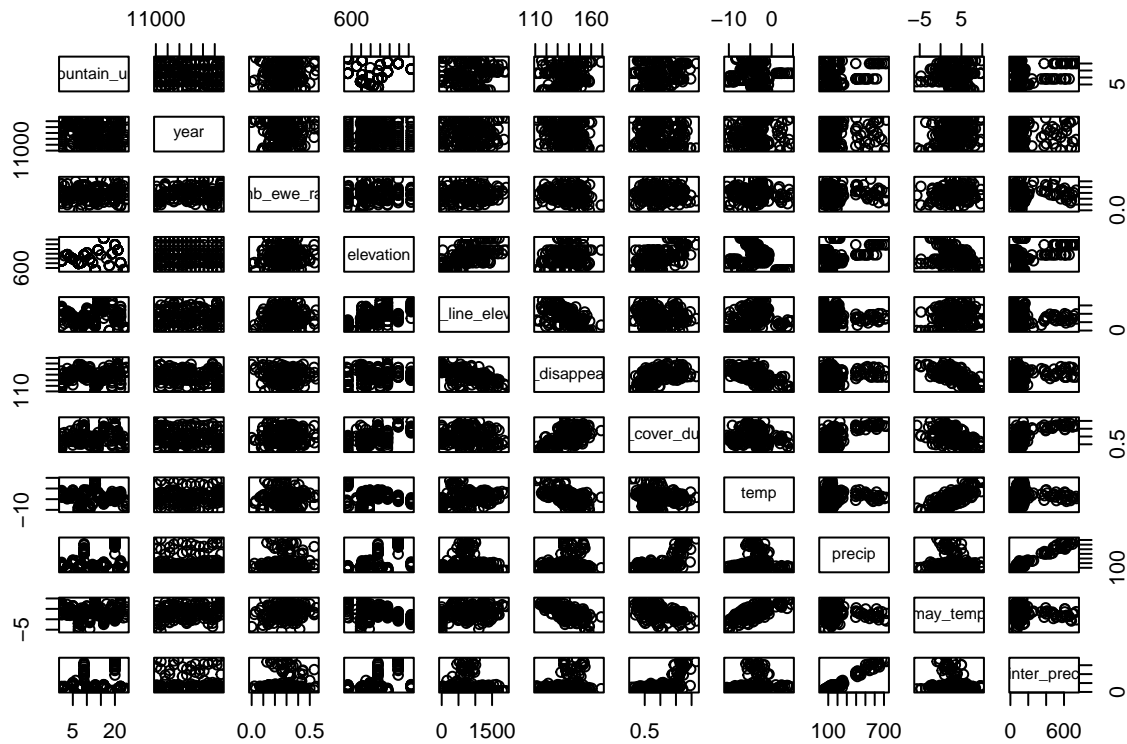 11000
600
110 160
−10 0
−5 5
ountain_u
5
year
11000
nb_ewe_ra
0.0
elevation
600
_line_elev
0
_disappea
110
_cover_du
0.5
temp
−10
precip
100
may_temp
−5
inter_prec
0
5 20
0.0 0.5
0 1500
0.5
100 700
0 600